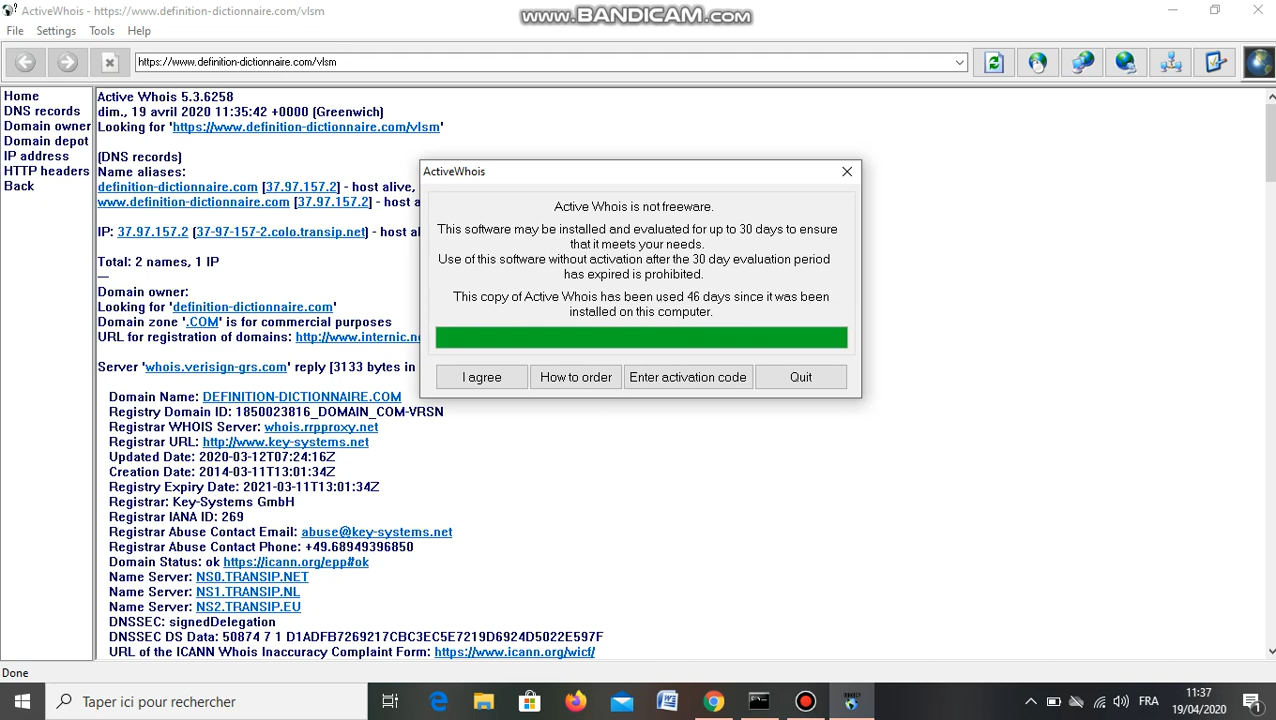 ActiveWhois - https://www.definition-dictionnaire.com/vlsm
www.BANDICAM.com
File Settings Tools Help
https://www.definition-dictionnaire.com/vlsm
Home
DNS records
Domain owner
Domain depot
IP address
HTTP headers
Back
Active Whois 5.3.6258
dim., 19 avril 2020 11:35:42 +0000 (Greenwich)
Looking for 'https://www.definition-dictionnaire.com/vlsm'
(DNS records)
Name aliases:
definition-dictionnaire.com [37.97.157.2] - host alive,
www.definition-dictionnaire.com [37.97.157.2] - host a
IP: 37.97.157.2 (37-97-157-2.colo.transip.net) - host ali
Total: 2 names, 1 IP
---
Domain owner:
Looking for 'definition-dictionnaire.com'
Domain zone '.COM' is for commercial purposes
URL for registration of domains: http://www.internic.ne
Server 'whois.verisign-grs.com' reply [3133 bytes in
Domain Name: DEFINITION-DICTIONNAIRE.COM
Registry Domain ID: 1850023816_DOMAIN_COM-VRSN
Registrar WHOIS Server: whois.rrpproxy.net
Registrar URL: http://www.key-systems.net
Updated Date: 2020-03-12T07:24:16Z
Creation Date: 2014-03-11T13:01:34Z
Registry Expiry Date: 2021-03-11T13:01:34Z
Registrar: Key-Systems GmbH
Registrar IANA ID: 269
Registrar Abuse Contact Email: abuse@key-systems.net
Registrar Abuse Contact Phone: +49.68949396850
Domain Status: ok https://icann.org/epp#ok
Name Server: NS0.TRANSIP.NET
Name Server: NS1.TRANSIP.NL
Name Server: NS2.TRANSIP.EU
DNSSEC: signedDelegation
DNSSEC DS Data: 50874 7 1 D1ADFB7269217CBC3EC5E7219D6924D5022E597F
URL of the ICANN Whois Inaccuracy Complaint Form: https://www.icann.org/wicf/
ActiveWhois
Active Whois is not freeware.
This software may be installed and evaluated for up to 30 days to ensure
that it meets your needs.
Use of this software without activation after the 30 day evaluation period
has expired is prohibited.
This copy of Active Whois has been used 46 days since it was been
installed on this computer.
I agree How to order Enter activation code Quit
Done
Taper ici pour rechercher
FRA
11:37
19/04/2020
1